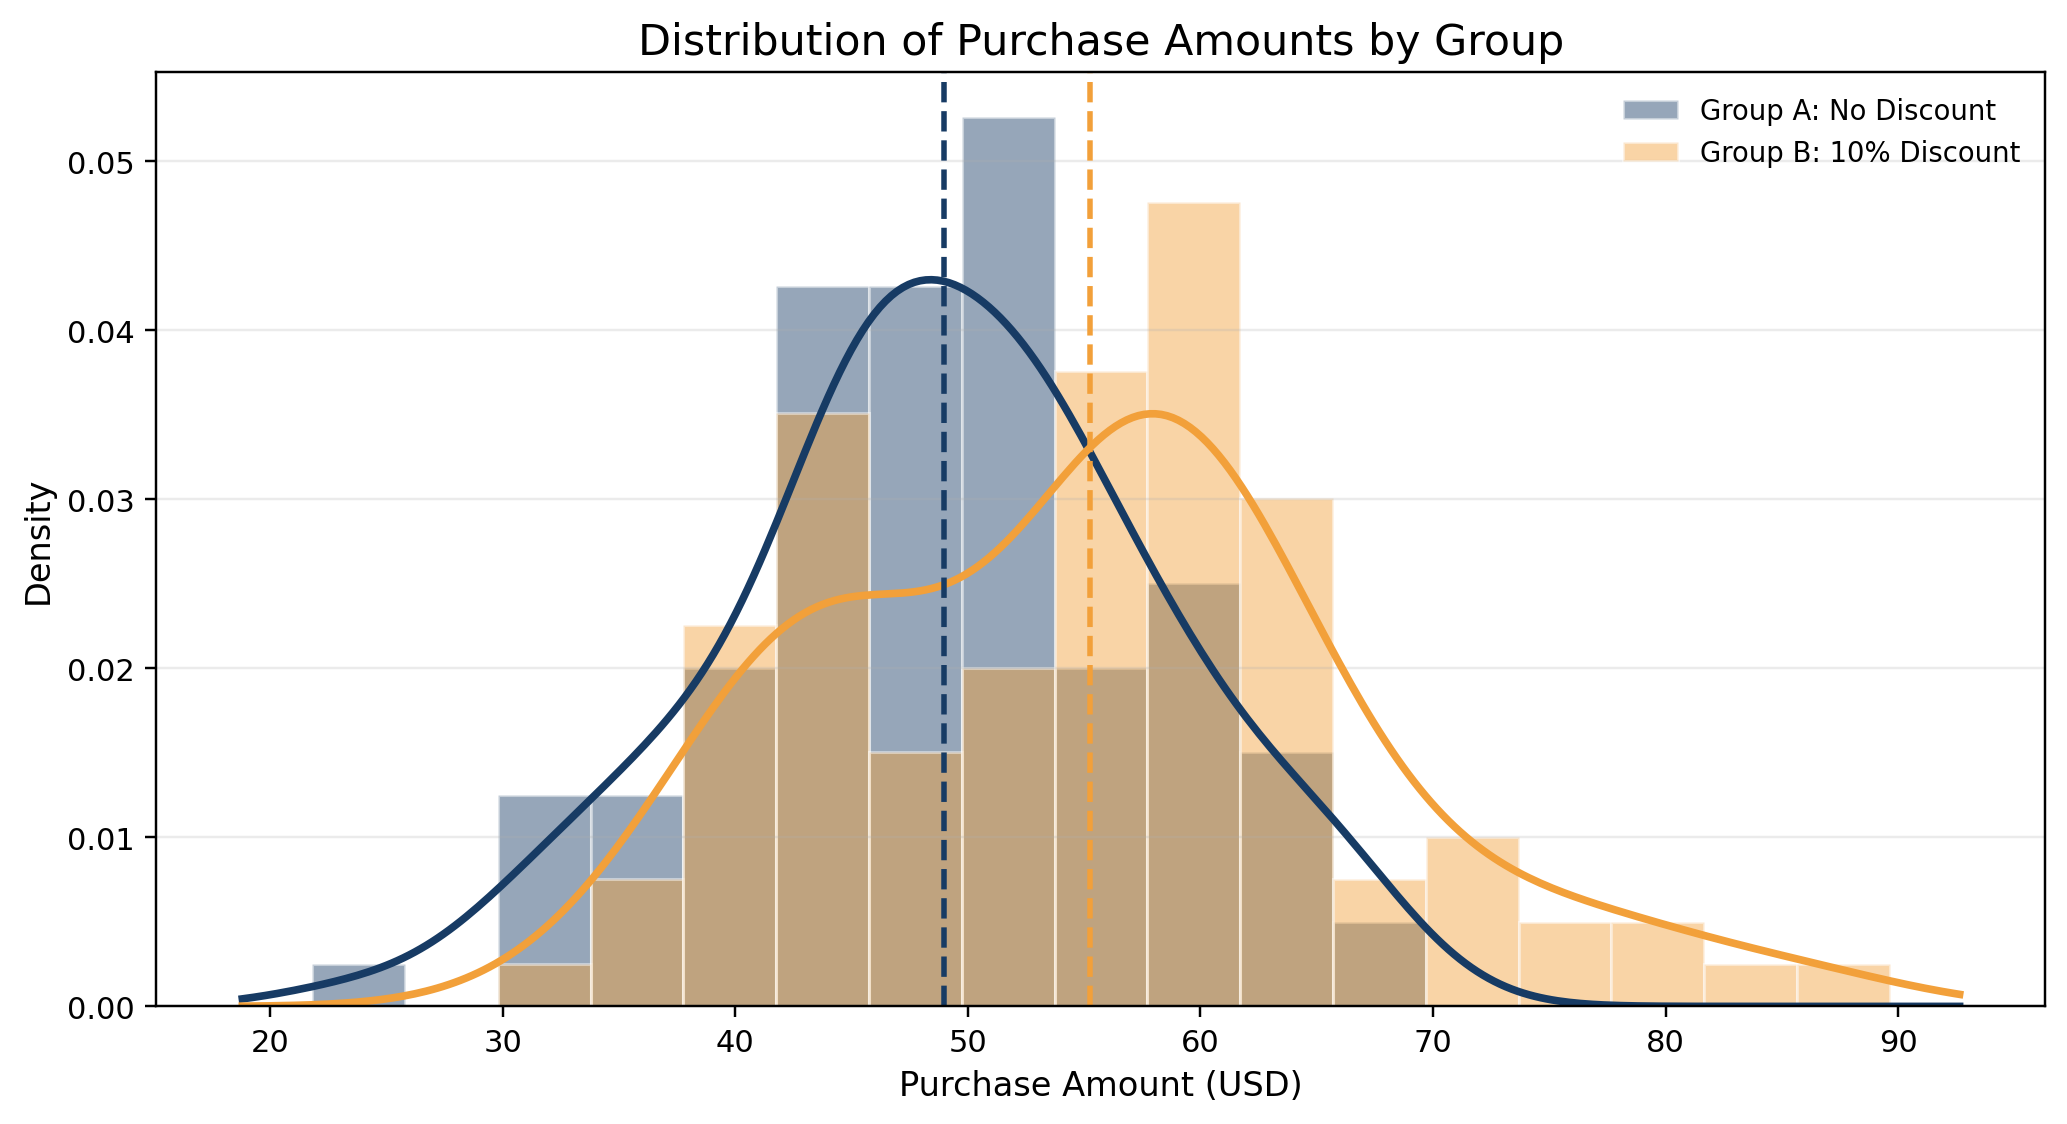 Distribution of Purchase Amounts by Group
Group A: No Discount
Group B: 10% Discount
Density
0.05
0.04
0.03
0.02
0.01
0.00
20 30 40 50 60 70 80 90
Purchase Amount (USD)